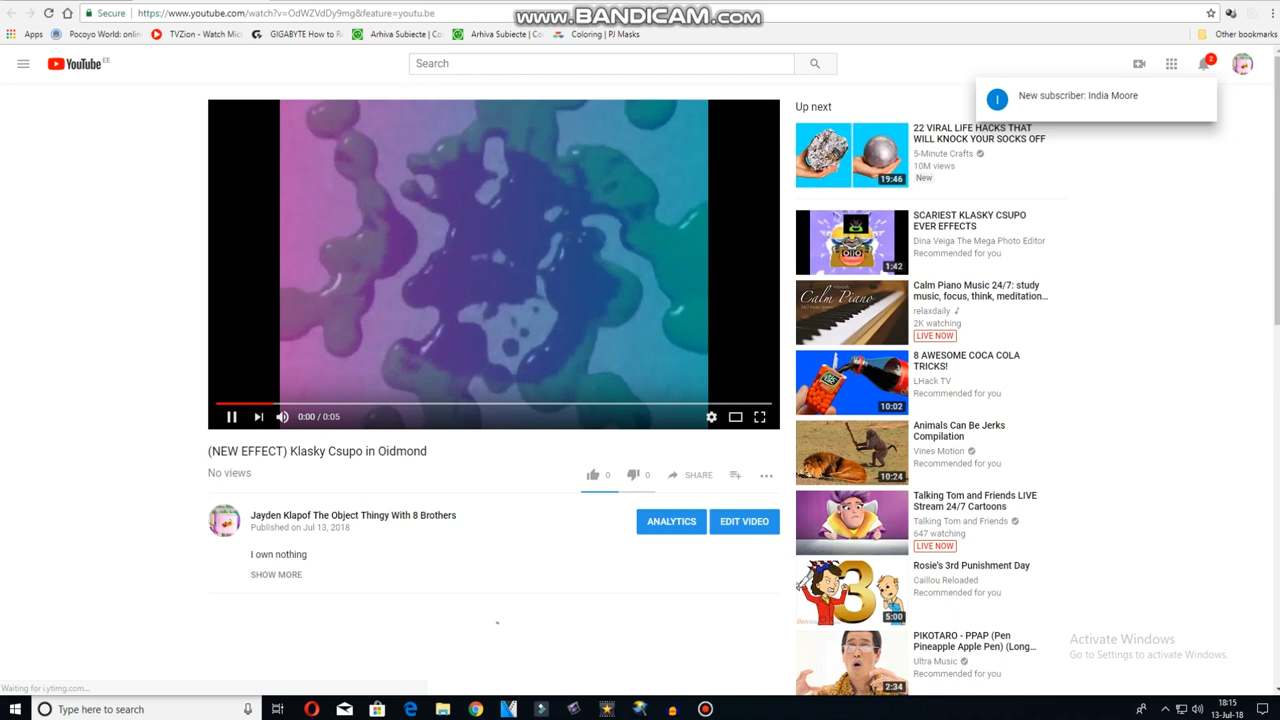 Secure
https://www.youtube.com/watch?v=OdWZVdDy9mg&feature=youtu.be
www.BANDICAM.com
Apps
Pocoyo World: onlin
TVZion - Watch Mic
GIGABYTE How to Re
Arhiva Subiecte | Co
Arhiva Subiecte | Co
Coloring | PJ Masks
Other bookmarks
YouTube EE
Search
2
I
New subscriber: India Moore
Up next
22 VIRAL LIFE HACKS THAT
WILL KNOCK YOUR SOCKS OFF
5-Minute Crafts
10M views
New
19:46
SCARIEST KLASKY CSUPO
EVER EFFECTS
Dina Veiga The Mega Photo Editor
Recommended for you
1:42
Calm Piano
Calm Piano Music 24/7: study
music, focus, think, meditation...
relaxdaily
2K watching
LIVE NOW
8 AWESOME COCA COLA
TRICKS!
LHack TV
Recommended for you
10:02
Animals Can Be Jerks
Compilation
Vines Motion
Recommended for you
10:24
Talking Tom and Friends LIVE
Stream 24/7 Cartoons
Talking Tom and Friends
647 watching
LIVE NOW
Rosie's 3rd Punishment Day
Caillou Reloaded
Recommended for you
3
5:00
PIKOTARO - PPAP (Pen
Pineapple Apple Pen) (Long...
Ultra Music
Recommended for you
2:34
0:00 / 0:05
(NEW EFFECT) Klasky Csupo in Oidmond
No views
0
0
SHARE
Jayden Klapof The Object Thingy With 8 Brothers
Published on Jul 13, 2018
ANALYTICS
EDIT VIDEO
I own nothing
SHOW MORE
Activate Windows
Go to Settings to activate Windows.
Waiting for i.ytimg.com...
Type here to search
18:15
13-Jul-18